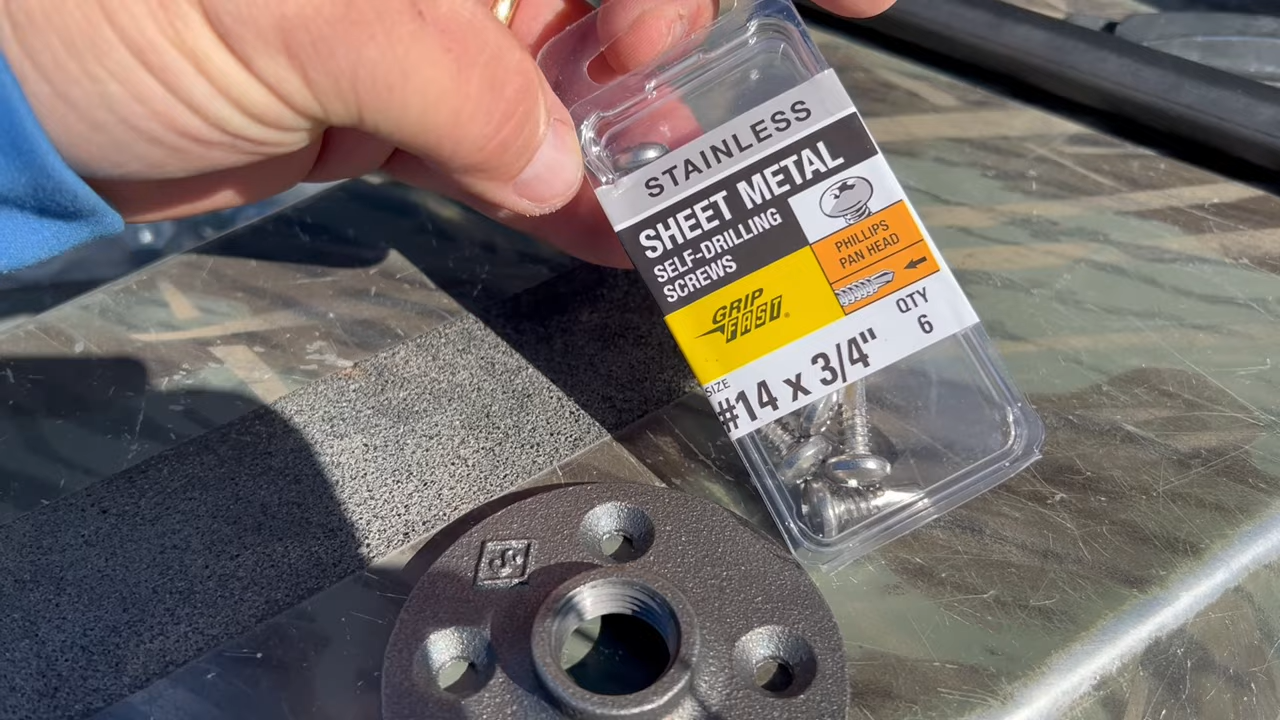 STAINLESS
SHEET METAL
SELF-DRILLING
SCREWS
PHILLIPS
PAN HEAD
GRIP
FAST®
QTY
6
SIZE
#14 x 3/4"
S